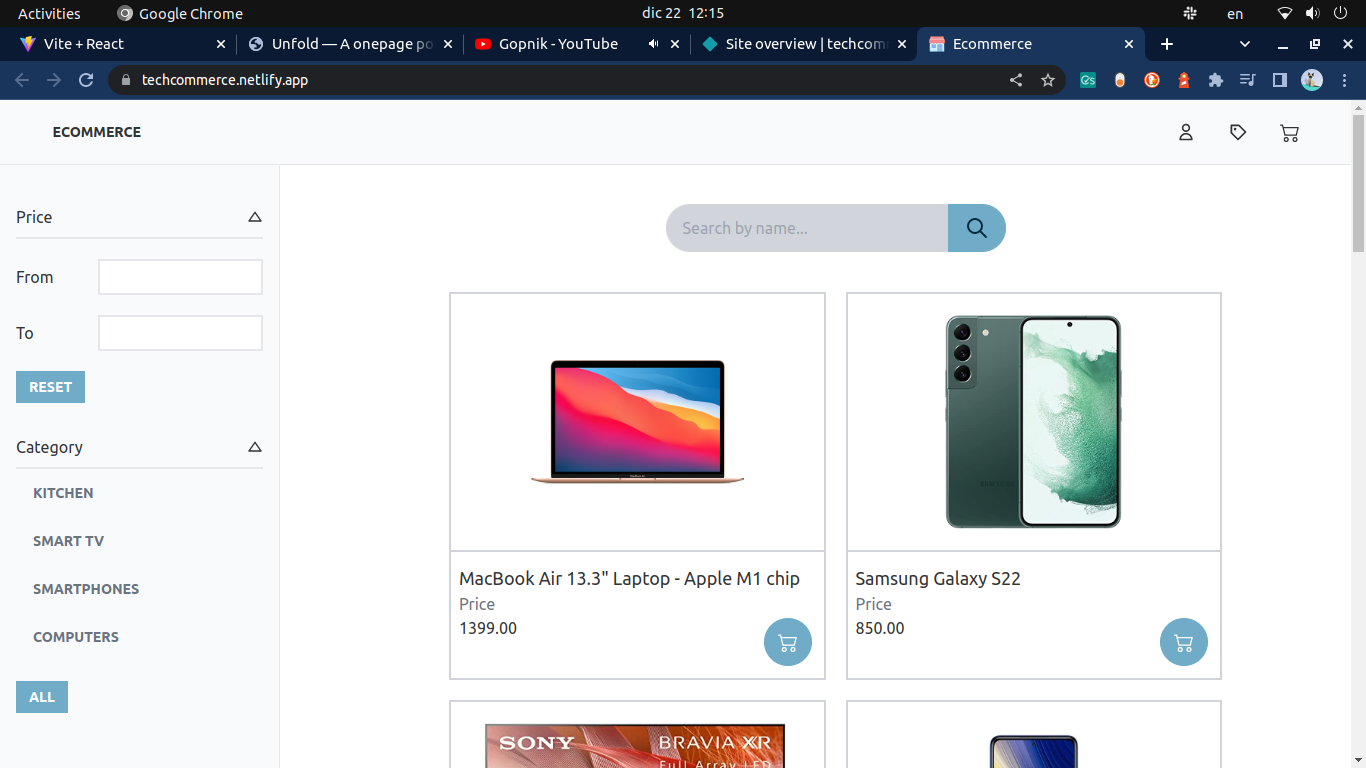 Activities
Google Chrome
dic 22 12:15
en
Vite + React
Unfold — A onepage po
Gopnik - YouTube
Site overview | techcom
Ecommerce
techcommerce.netlify.app
ECOMMERCE
Price
From
To
RESET
Category
KITCHEN
SMART TV
SMARTPHONES
COMPUTERS
ALL
Search by name...
MacBook Air 13.3" Laptop - Apple M1 chip
Price
1399.00
Samsung Galaxy S22
Price
850.00
SONY
BRAVIA XR
Full Array LED